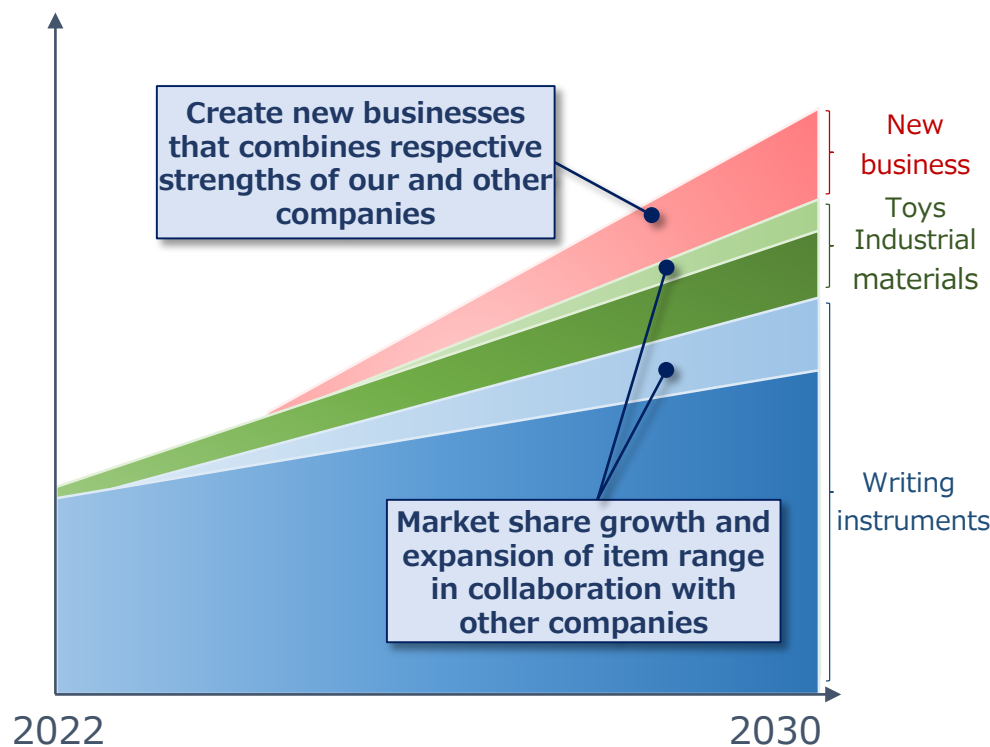 Create new businesses
that combines respective
strengths of our and other
companies
New
business
Toys
Industrial
materials
Writing
instruments
Market share growth and
expansion of item range
in collaboration with
other companies
2022
2030